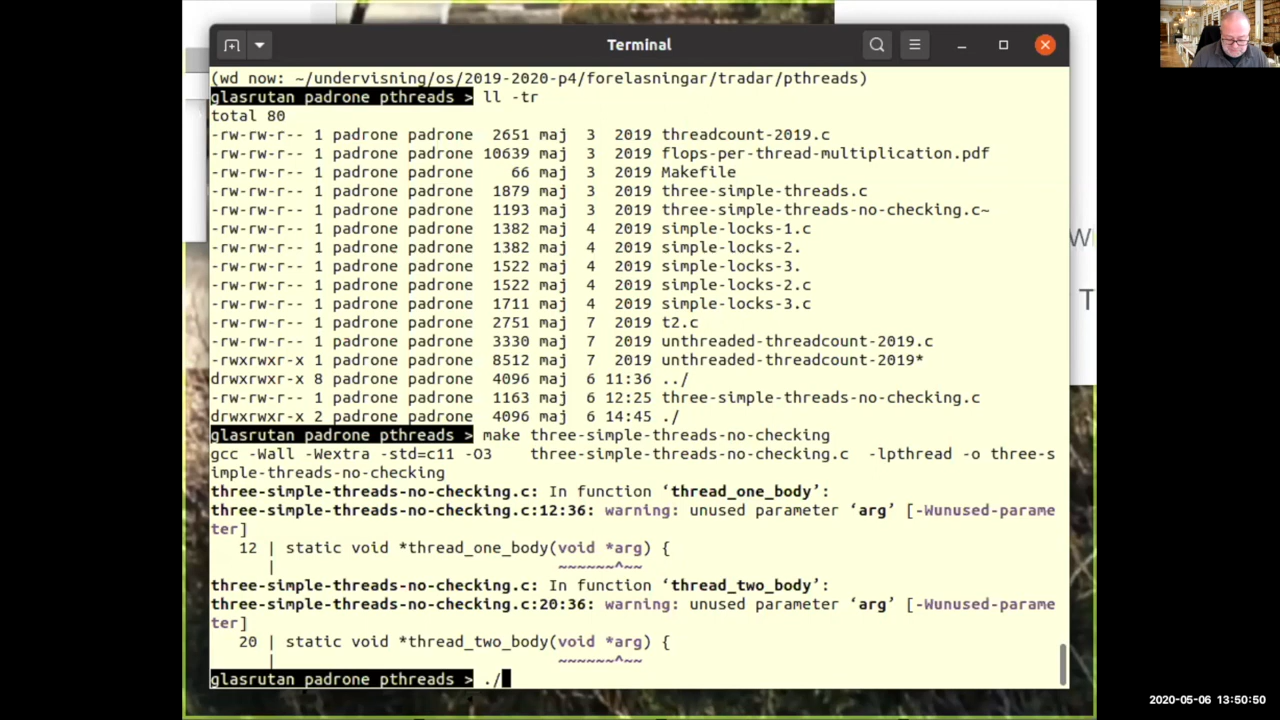 Terminal
(wd now: ~/undervisning/os/2019-2020-p4/forelasningar/tradar/pthreads)
glasrutan padrone pthreads > ll -tr
total 80
-rw-rw-r-- 1 padrone padrone  2651 maj  3  2019 threadcount-2019.c
-rw-rw-r-- 1 padrone padrone 10639 maj  3  2019 flops-per-thread-multiplication.pdf
-rw-rw-r-- 1 padrone padrone    66 maj  3  2019 Makefile
-rw-rw-r-- 1 padrone padrone  1879 maj  3  2019 three-simple-threads.c
-rw-rw-r-- 1 padrone padrone  1193 maj  3  2019 three-simple-threads-no-checking.c~
-rw-rw-r-- 1 padrone padrone  1382 maj  4  2019 simple-locks-1.c
-rw-rw-r-- 1 padrone padrone  1382 maj  4  2019 simple-locks-2.
-rw-rw-r-- 1 padrone padrone  1522 maj  4  2019 simple-locks-3.
-rw-rw-r-- 1 padrone padrone  1522 maj  4  2019 simple-locks-2.c
-rw-rw-r-- 1 padrone padrone  1711 maj  4  2019 simple-locks-3.c
-rw-rw-r-- 1 padrone padrone  2751 maj  7  2019 t2.c
-rw-rw-r-- 1 padrone padrone  3330 maj  7  2019 unthreaded-threadcount-2019.c
-rwxrwxr-x 1 padrone padrone  8512 maj  7  2019 unthreaded-threadcount-2019*
drwxrwxr-x 8 padrone padrone  4096 maj  6 11:36 ../
-rw-rw-r-- 1 padrone padrone  1163 maj  6 12:25 three-simple-threads-no-checking.c
drwxrwxr-x 2 padrone padrone  4096 maj  6 14:45 ./
glasrutan padrone pthreads > make three-simple-threads-no-checking
gcc -Wall -Wextra -std=c11 -O3    three-simple-threads-no-checking.c  -lpthread -o three-s
imple-threads-no-checking
three-simple-threads-no-checking.c: In function ‘thread_one_body’:
three-simple-threads-no-checking.c:12:36: warning: unused parameter ‘arg’ [-Wunused-parame
ter]
   12 | static void *thread_one_body(void *arg) {
      |                              ~~~~~~^~~
three-simple-threads-no-checking.c: In function ‘thread_two_body’:
three-simple-threads-no-checking.c:20:36: warning: unused parameter ‘arg’ [-Wunused-parame
ter]
   20 | static void *thread_two_body(void *arg) {
      |                              ~~~~~~^~~
glasrutan padrone pthreads > ./
W
T
2020-05-06 13:50:50